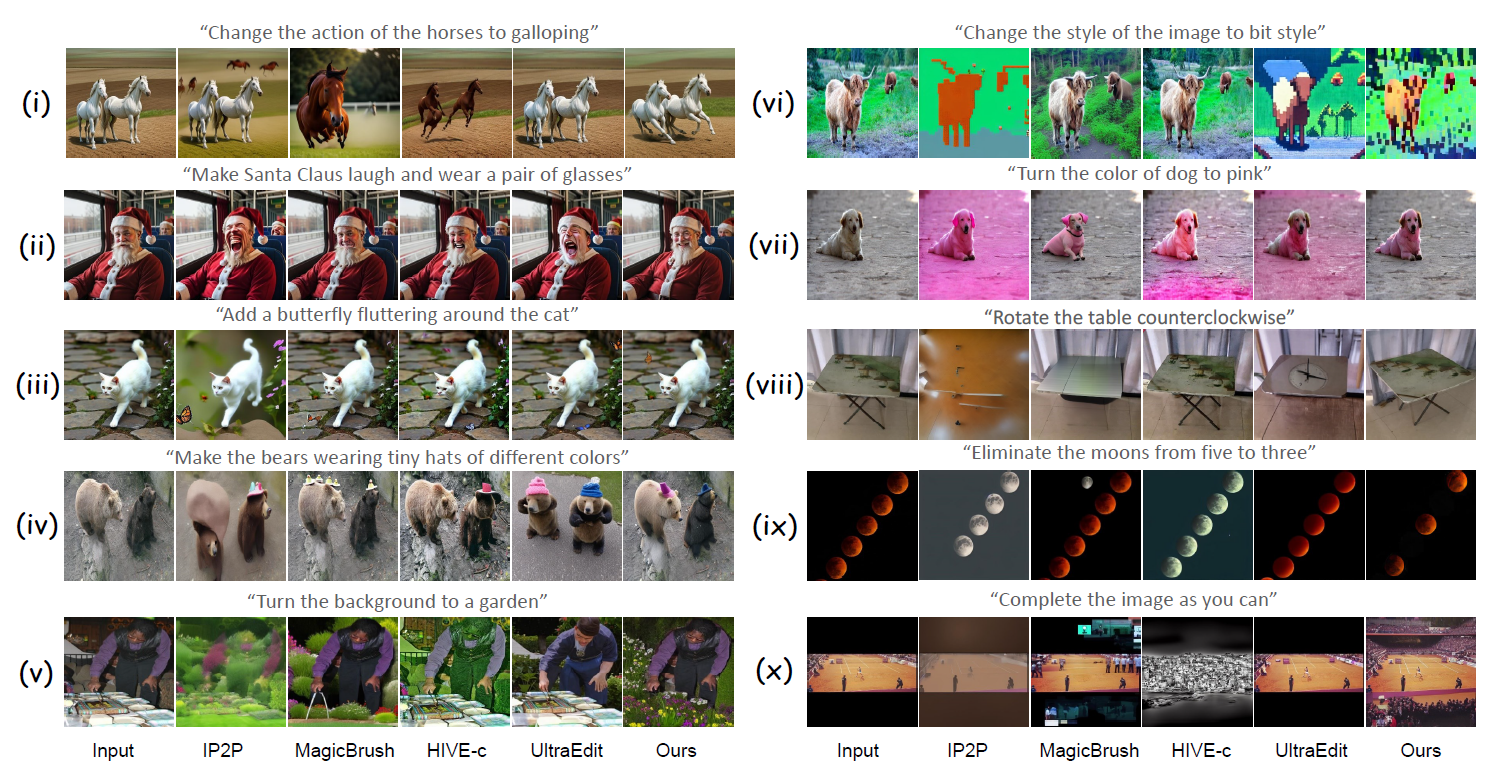 “Change the action of the horses to galloping”
(i)
“Make Santa Claus laugh and wear a pair of glasses”
(ii)
“Add a butterfly fluttering around the cat”
(iii)
“Make the bears wearing tiny hats of different colors”
(iv)
“Turn the background to a garden”
(v)
Input IP2P MagicBrush HIVE-c UltraEdit Ours
“Change the style of the image to bit style”
(vi)
“Turn the color of dog to pink”
(vii)
“Rotate the table counterclockwise”
(viii)
“Eliminate the moons from five to three”
(ix)
“Complete the image as you can”
(x)
Input IP2P MagicBrush HIVE-c UltraEdit Ours